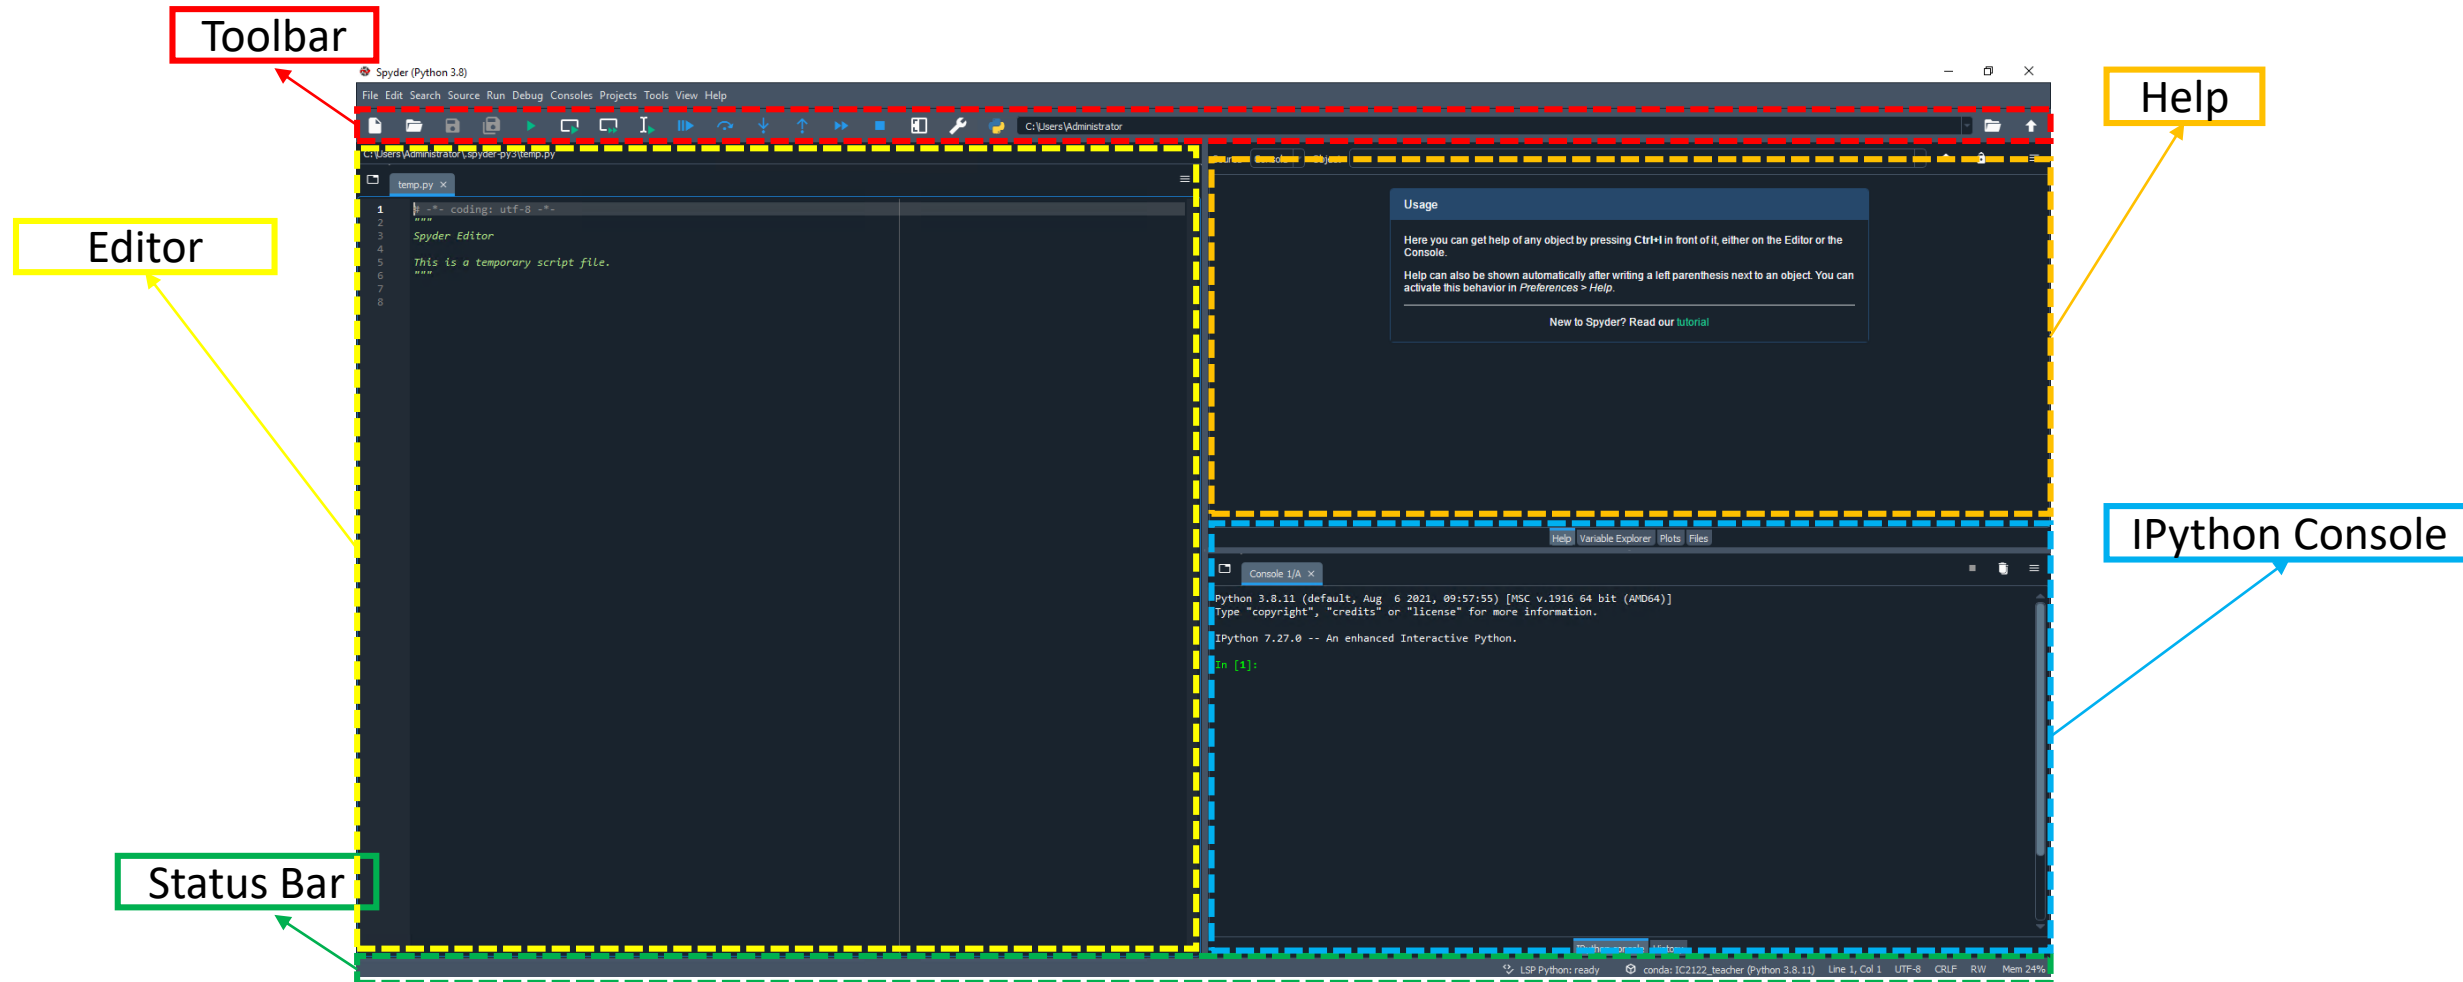 Toolbar
Spyder (Python 3.8)
File Edit Search Source Run Debug Consoles Projects Tools View Help
C:\Users\Administrator
Help
C:\Users\Administrator\.spyder-py3\temp.py
Source Console Object
temp.py
1 # -*- coding: utf-8 -*-
2 """
3 Spyder Editor
4
5 This is a temporary script file.
6 """
7
8
Editor
Usage
Here you can get help of any object by pressing Ctrl+I in front of it, either on the Editor or the
Console.
Help can also be shown automatically after writing a left parenthesis next to an object. You can
activate this behavior in Preferences > Help.
New to Spyder? Read our tutorial
Help Variable Explorer Plots Files
IPython Console
Console 1/A
Python 3.8.11 (default, Aug  6 2021, 09:57:55) [MSC v.1916 64 bit (AMD64)]
Type "copyright", "credits" or "license" for more information.
IPython 7.27.0 -- An enhanced Interactive Python.
In [1]:
Status Bar
IPython console History
LSP Python: ready conda: IC2122_teacher (Python 3.8.11) Line 1, Col 1 UTF-8 CRLF RW Mem 24%